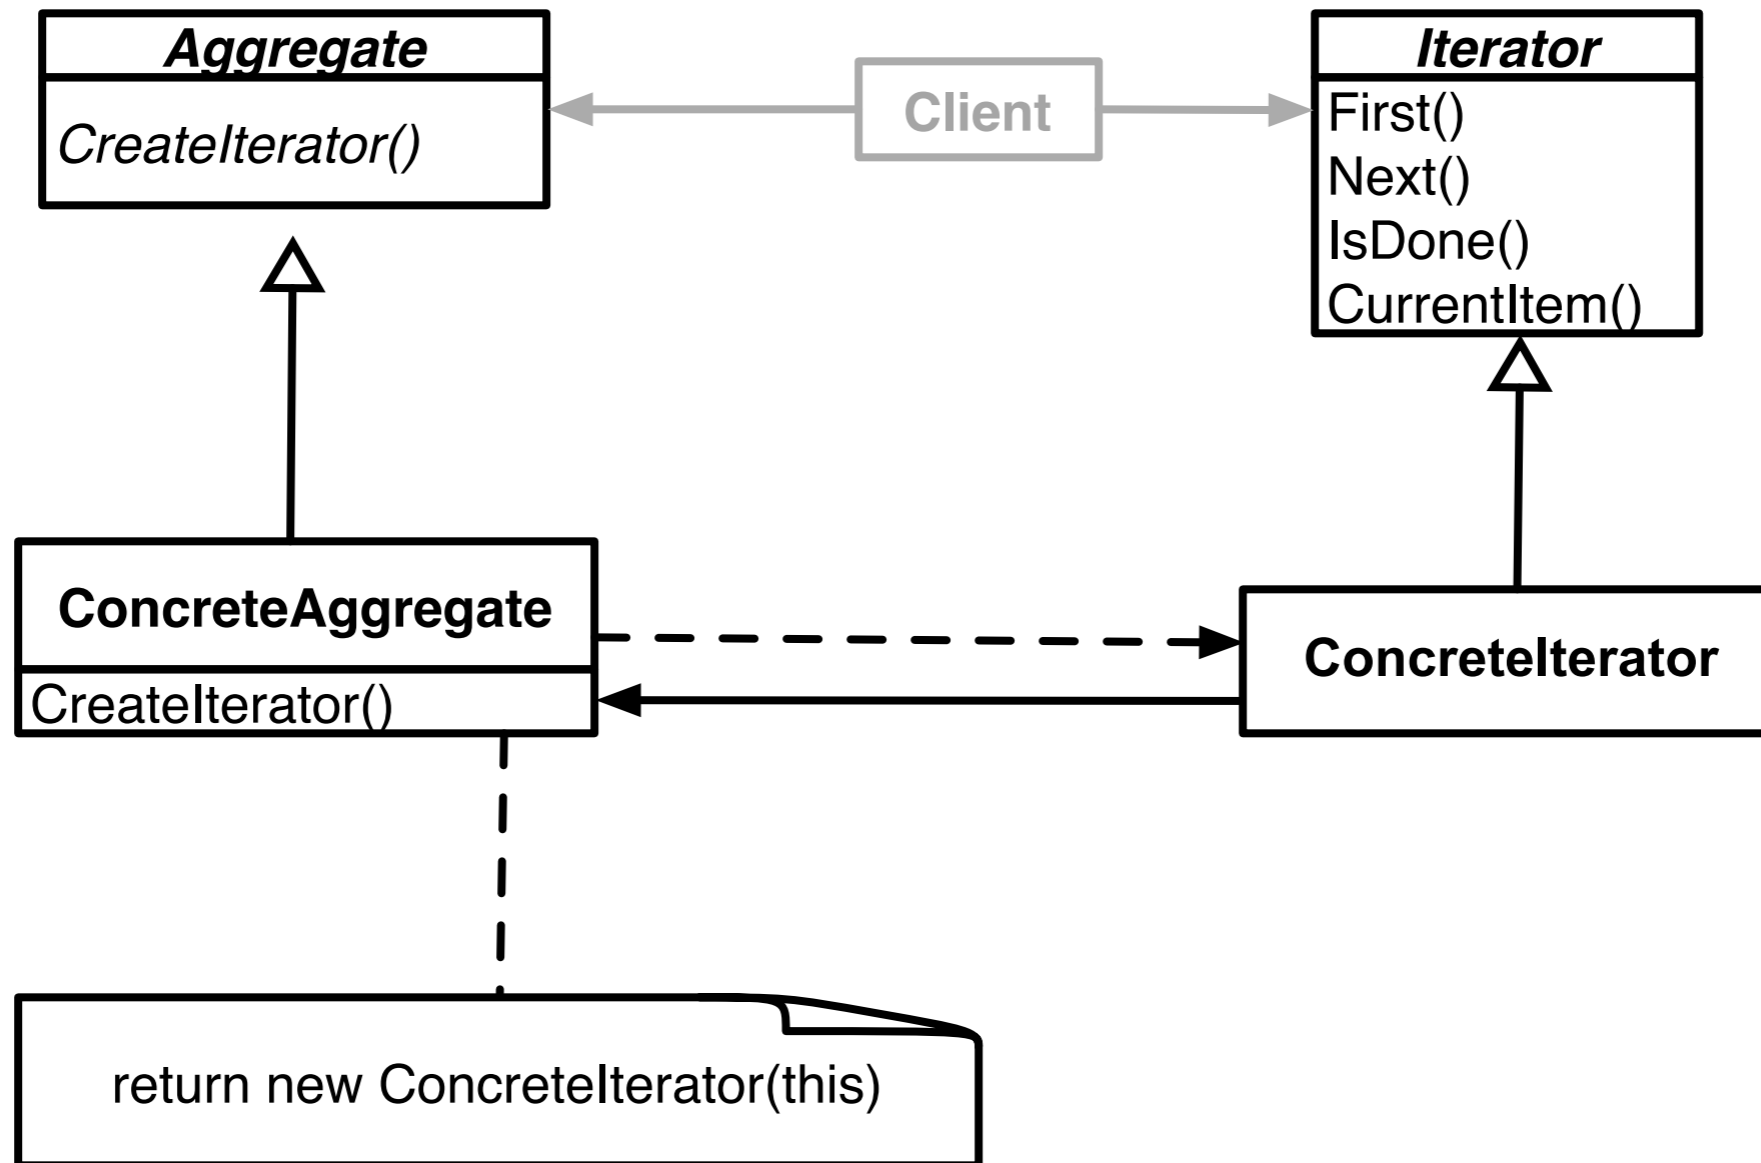 Aggregate
CreateIterator()
Client
Iterator
First()
Next()
IsDone()
CurrentItem()
ConcreteAggregate
CreateIterator()
ConcreteIterator
return new ConcreteIterator(this)